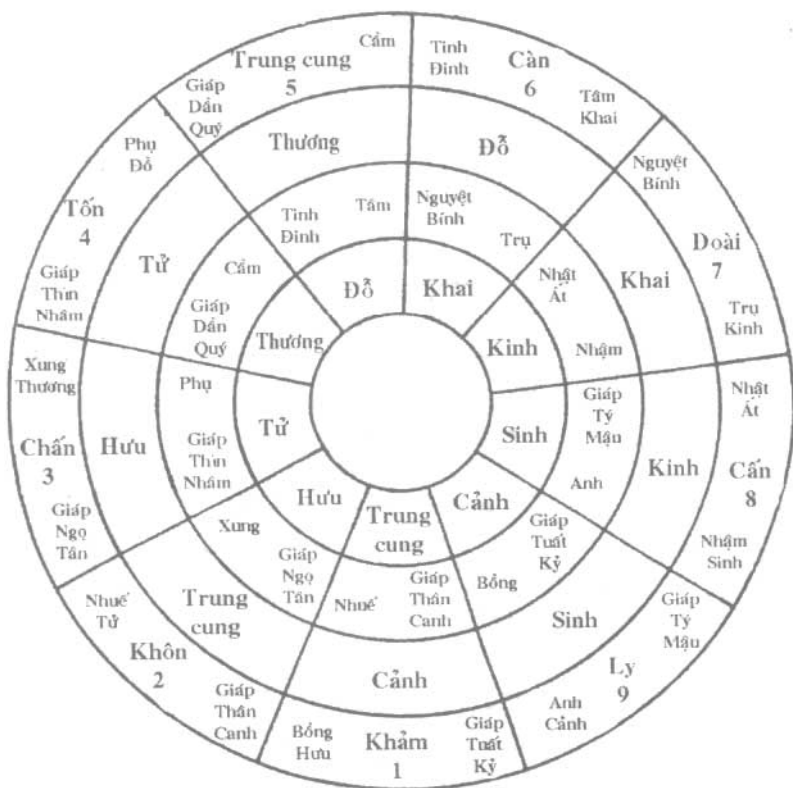 Trung cung
5
Cầm
Giáp
Dần
Quý
Tinh
Đinh
Càn
6
Tâm
Khai
Nguyệt
Bính
Doài
7
Trụ
Kinh
Nhật
Ất
Cấn
8
Nhậm
Sinh
Giáp
Tý
Mậu
Ly
9
Anh
Cảnh
Giáp
Tuất
Kỷ
Khảm
1
Bồng
Hưu
Giáp
Thân
Canh
Khôn
2
Nhuế
Tử
Giáp
Ngọ
Tân
Chấn
3
Xung
Thương
Giáp
Thìn
Nhâm
Tốn
4
Phụ
Đỗ
Thương
Đỗ
Khai
Kinh
Sinh
Cảnh
Trung
cung
Hưu
Tử
Tinh
Đinh
Tâm
Nguyệt
Bính
Trụ
Nhật
Ất
Nhậm
Giáp
Tý
Mậu
Anh
Giáp
Tuất
Kỷ
Bồng
Giáp
Thân
Canh
Nhuế
Giáp
Ngọ
Tân
Xung
Giáp
Thìn
Nhâm
Phụ
Giáp
Dần
Quý
Cầm
Đỗ
Khai
Kinh
Sinh
Cảnh
Trung
cung
Hưu
Tử
Thương